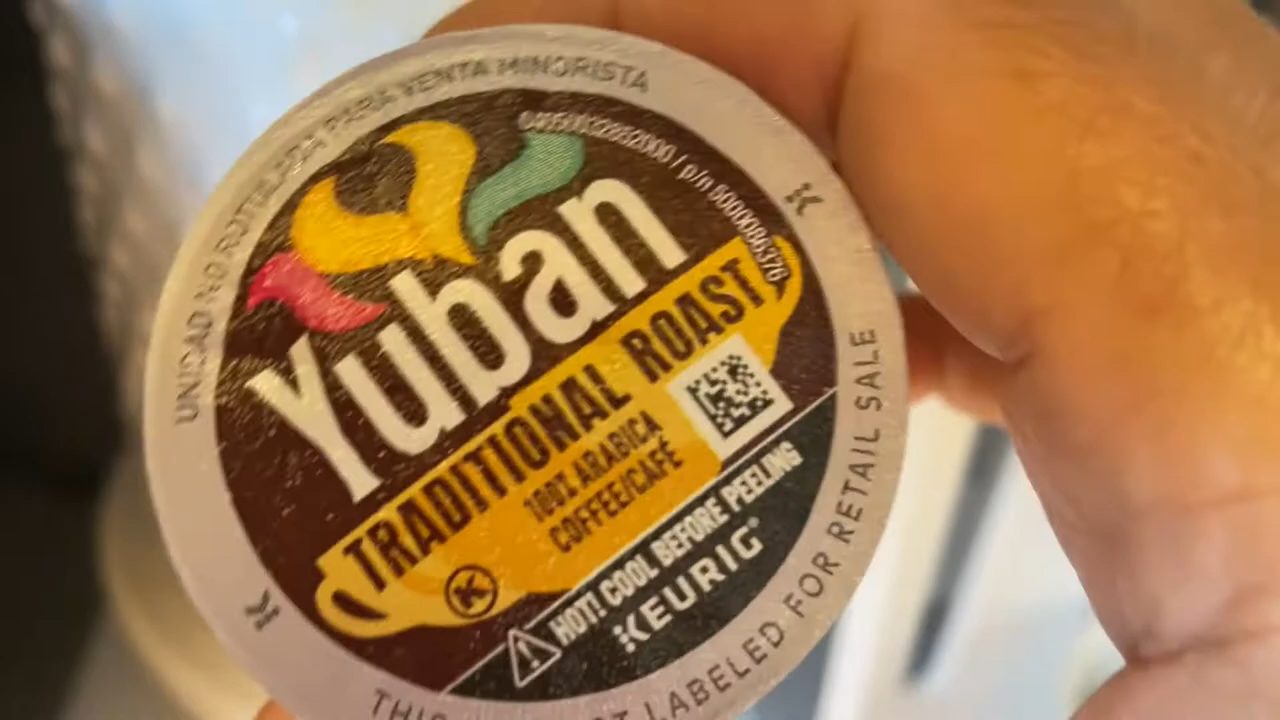 UNIDAD NO ROTULADA PARA VENTA MINORISTA
/ p/n 5000086376
Yuban
TRADITIONAL ROAST
100% ARABICA
COFFEE/CAFÉ
K
HOT! COOL BEFORE PEELING
KEURIG®
LABELED FOR RETAIL SALE
K
K